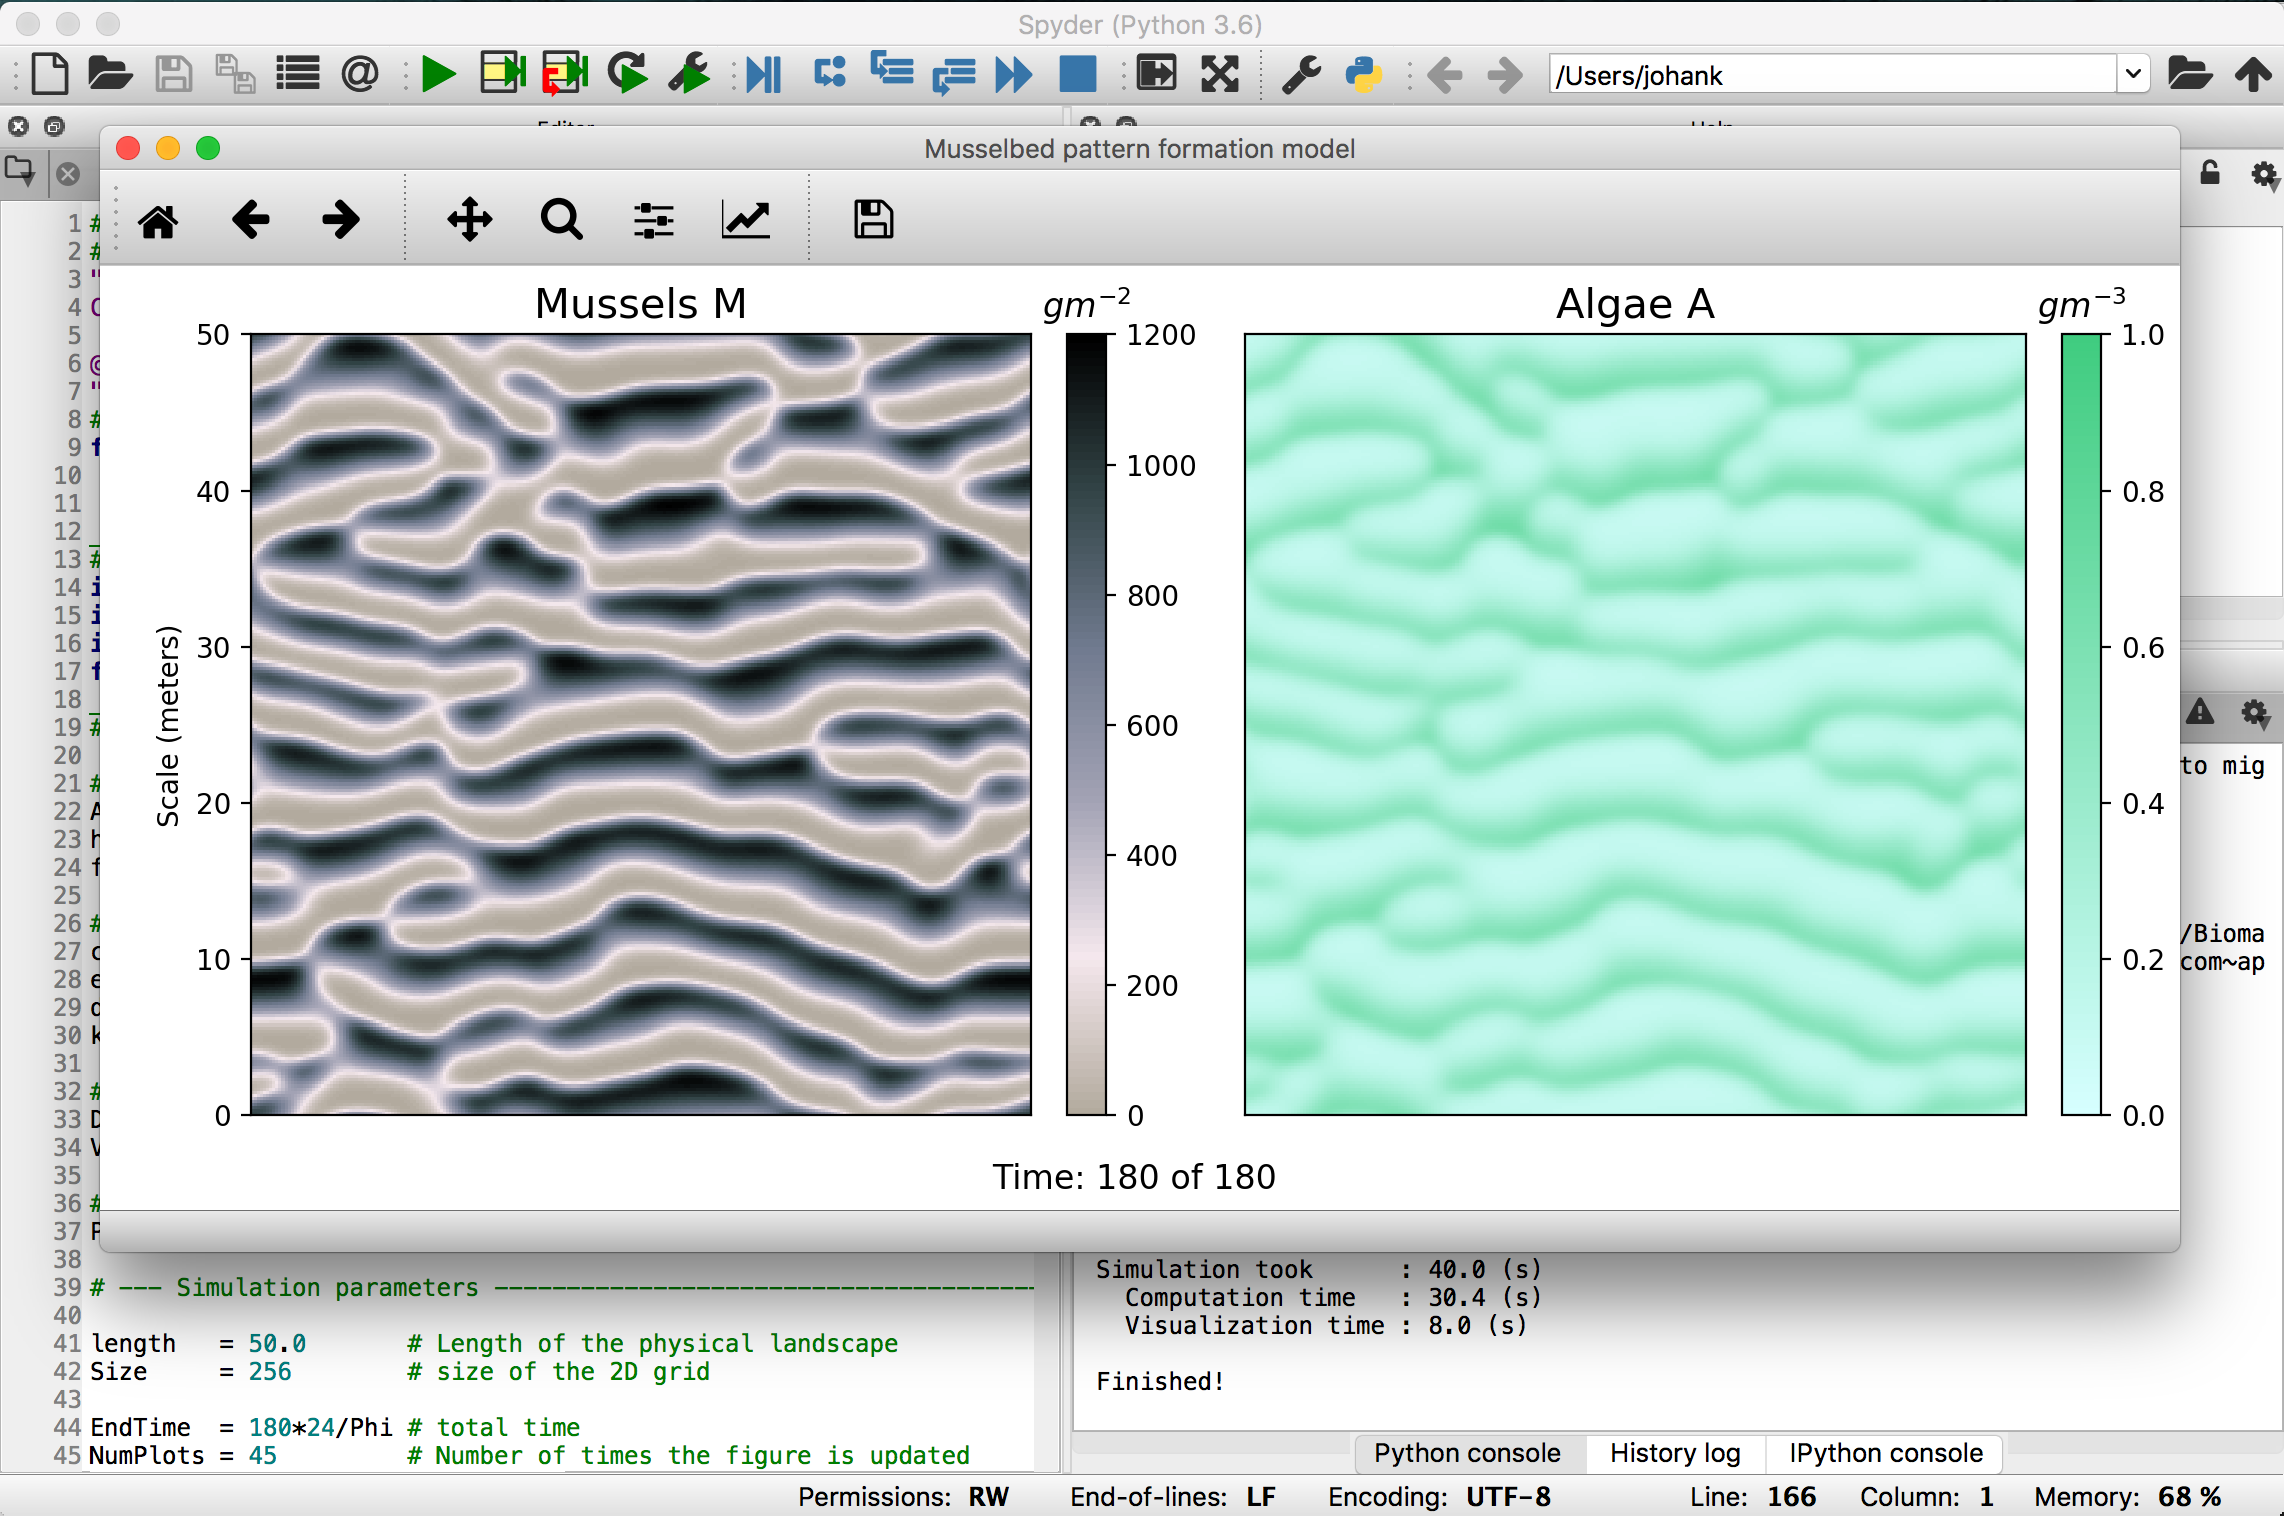 Spyder (Python 3.6)
/Users/johank
Musselbed pattern formation model
Mussels M
gm−2
Algae A
gm−3
50
40
30
20
10
0
Scale (meters)
1200
1000
800
600
400
200
0
1.0
0.8
0.6
0.4
0.2
0.0
Time: 180 of 180
1 #
2 #
3 "
4
5
6 @
7 "
8 #
9 f
10
11
12 _
13 #
14 i
15 i
16 i
17 f
18 _
19 #
20
21 #
22 A
23 h
24 f
25
26 #
27 c
28 e
29 d
30 k
31
32 #
33 D
34 V
35
36 #
37 P
38
39 # --- Simulation parameters
40
41 length = 50.0 # Length of the physical landscape
42 Size = 256 # size of the 2D grid
43
44 EndTime = 180*24/Phi # total time
45 NumPlots = 45 # Number of times the figure is updated
to mig
/Bioma
com~ap
Simulation took : 40.0 (s)
Computation time : 30.4 (s)
Visualization time : 8.0 (s)
Finished!
Python console
History log
IPython console
Permissions: RW
End-of-lines: LF
Encoding: UTF-8
Line: 166
Column: 1
Memory: 68 %